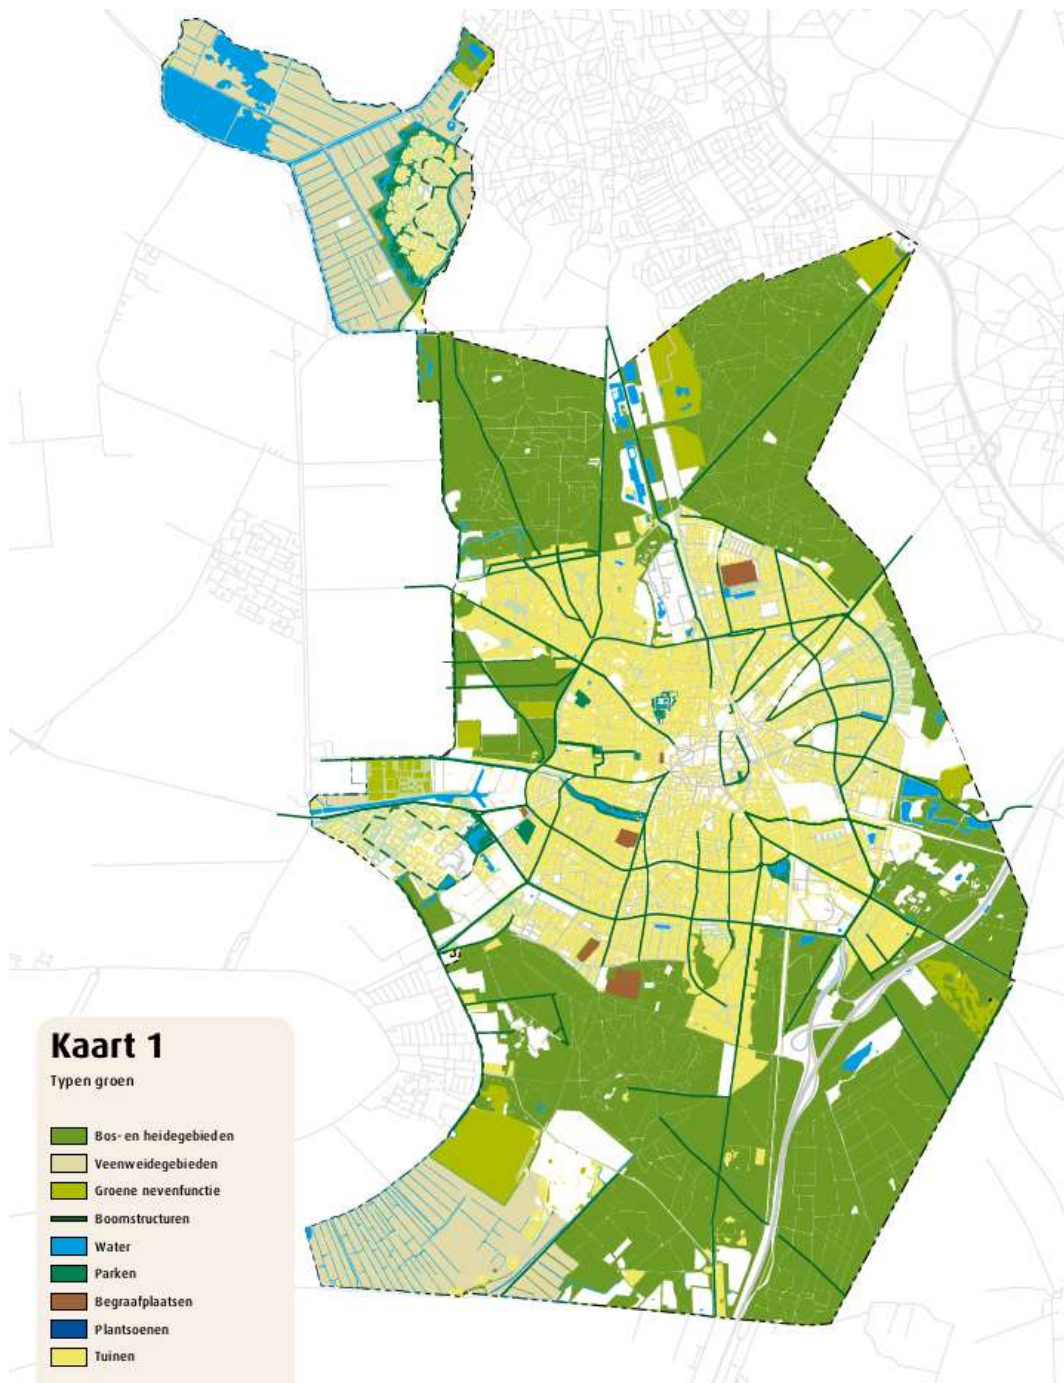 Kaart 1
Typen groen
Bos- en heidegebieden
Veenweidegebieden
Groene nevenfunctie
Boomstructuren
Water
Parken
Begraafplaatsen
Plantsoenen
Tuinen